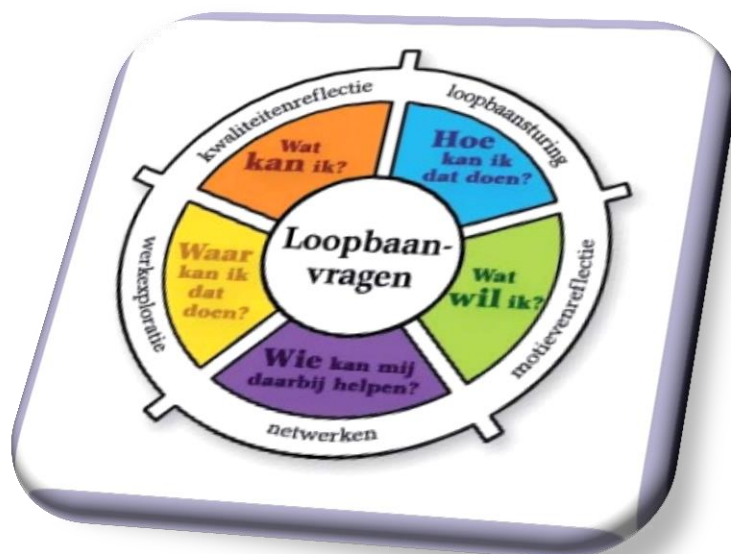 kwaliteitenreflectie
loopbaansturing
Wat
kan ik?
Hoe
kan ik
dat doen?
Loopbaan-
vragen
Waar
kan ik
dat
doen?
Wat
wil ik?
Wie kan mij
daarbij helpen?
werkexploratie
motievenreflectie
netwerken